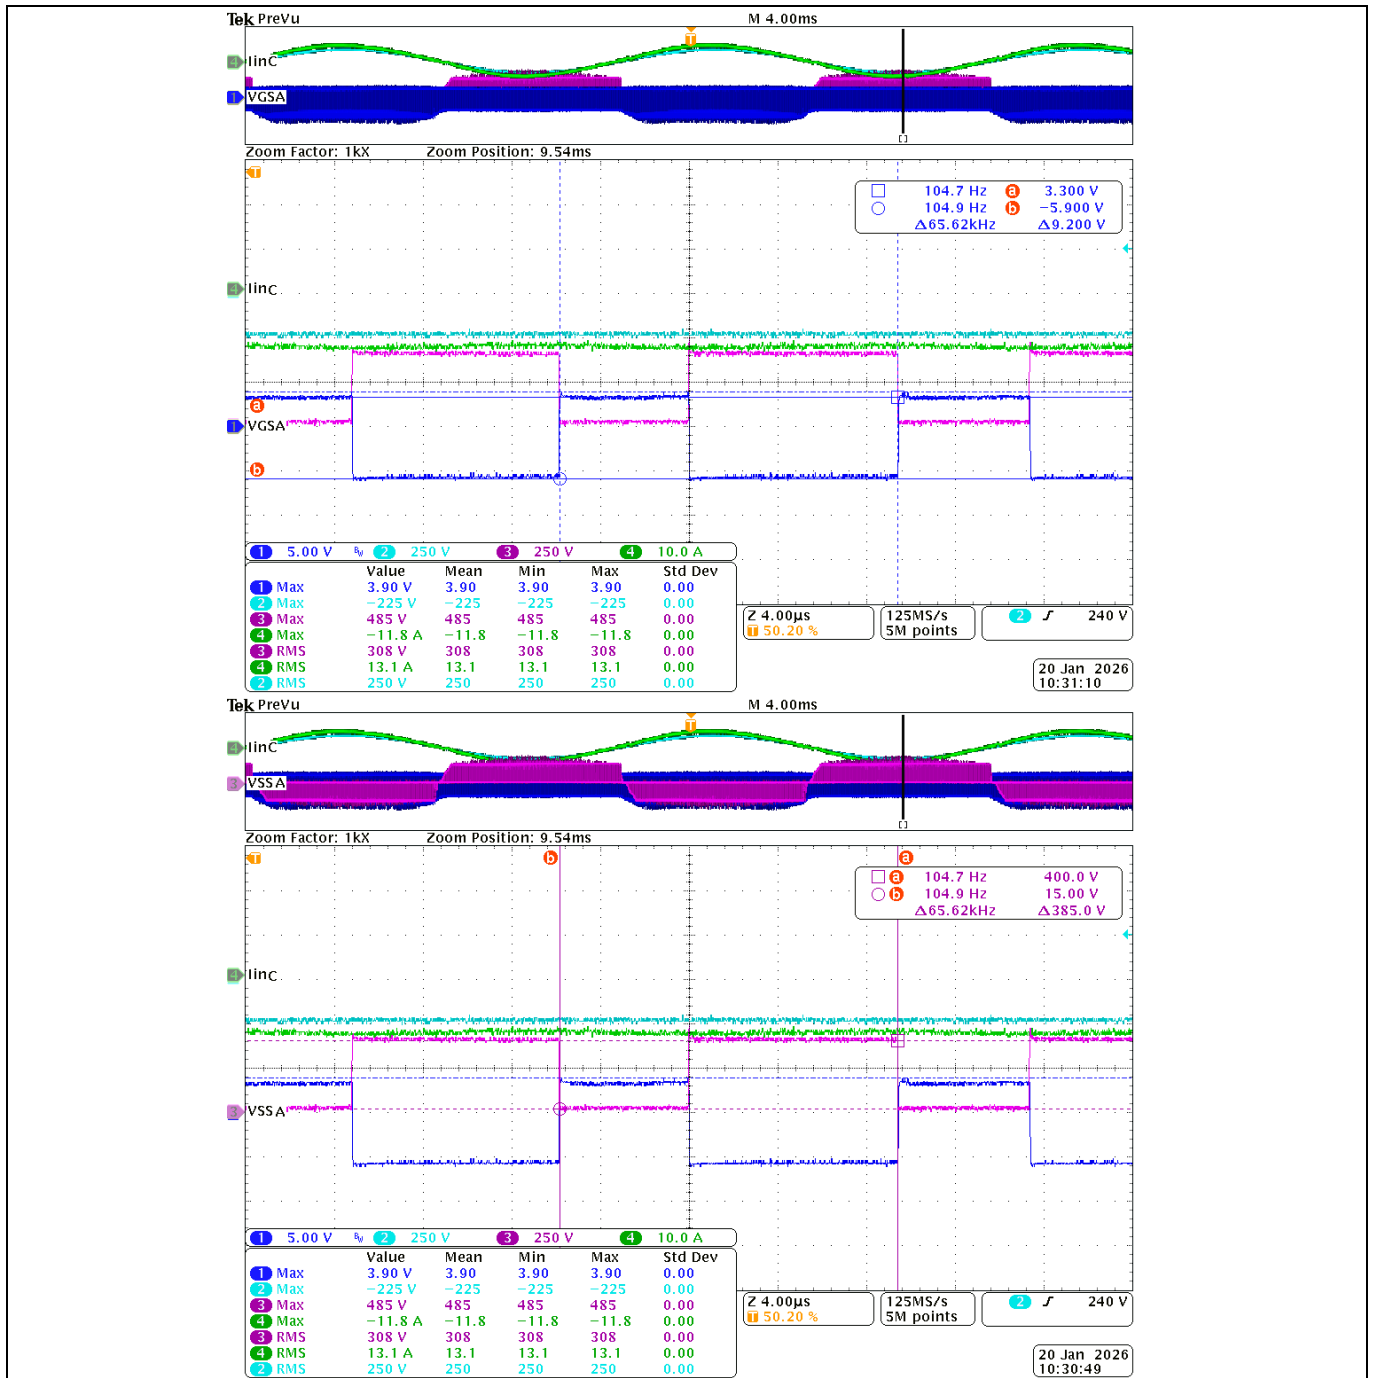 Tek PreVu M 4.00ms
T
4 IinC
1 VGSA
Zoom Factor: 1kX Zoom Position: 9.54ms
T
104.7 Hz a 3.300 V
104.9 Hz b −5.900 V
Δ65.62kHz Δ9.200 V
4 IinC
a
1 VGSA
b
1 5.00 V BW 2 250 V 3 250 V 4 10.0 A
Value Mean Min Max Std Dev
1 Max 3.90 V 3.90 3.90 3.90 0.00
2 Max −225 V −225 −225 −225 0.00
3 Max 485 V 485 485 485 0.00
4 Max −11.8 A −11.8 −11.8 −11.8 0.00
3 RMS 308 V 308 308 308 0.00
4 RMS 13.1 A 13.1 13.1 13.1 0.00
2 RMS 250 V 250 250 250 0.00
Z 4.00µs
T 50.20 %
125MS/s
5M points
2 240 V
20 Jan 2026
10:31:10
Tek PreVu M 4.00ms
T
4 IinC
3 VSSA
Zoom Factor: 1kX Zoom Position: 9.54ms
T b a
a 104.7 Hz 400.0 V
b 104.9 Hz 15.00 V
Δ65.62kHz Δ385.0 V
4 IinC
3 VSSA
1 5.00 V BW 2 250 V 3 250 V 4 10.0 A
Value Mean Min Max Std Dev
1 Max 3.90 V 3.90 3.90 3.90 0.00
2 Max −225 V −225 −225 −225 0.00
3 Max 485 V 485 485 485 0.00
4 Max −11.8 A −11.8 −11.8 −11.8 0.00
3 RMS 308 V 308 308 308 0.00
4 RMS 13.1 A 13.1 13.1 13.1 0.00
2 RMS 250 V 250 250 250 0.00
Z 4.00µs
T 50.20 %
125MS/s
5M points
2 240 V
20 Jan 2026
10:30:49